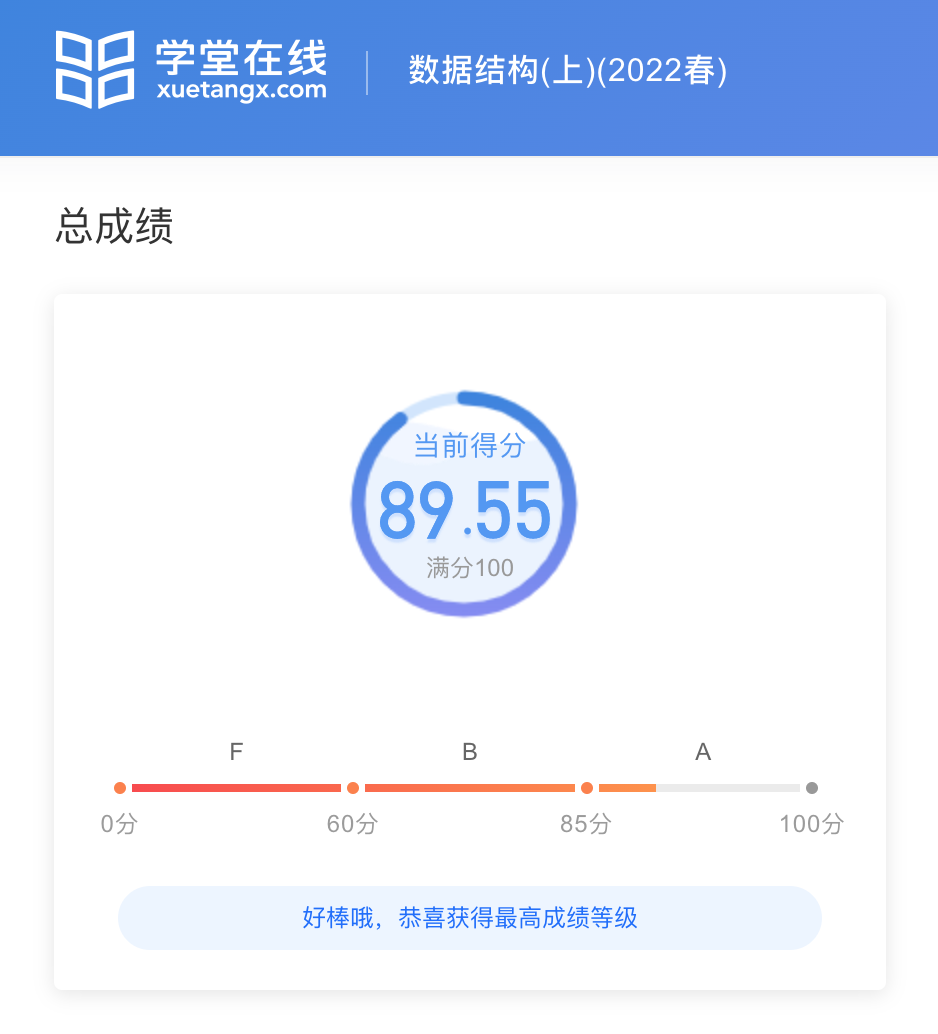 学堂在线
xuetangx.com
数据结构(上)(2022春)
总成绩
当前得分
89.55
满分100
F B A
0分 60分 85分 100分
好棒哦，恭喜获得最高成绩等级